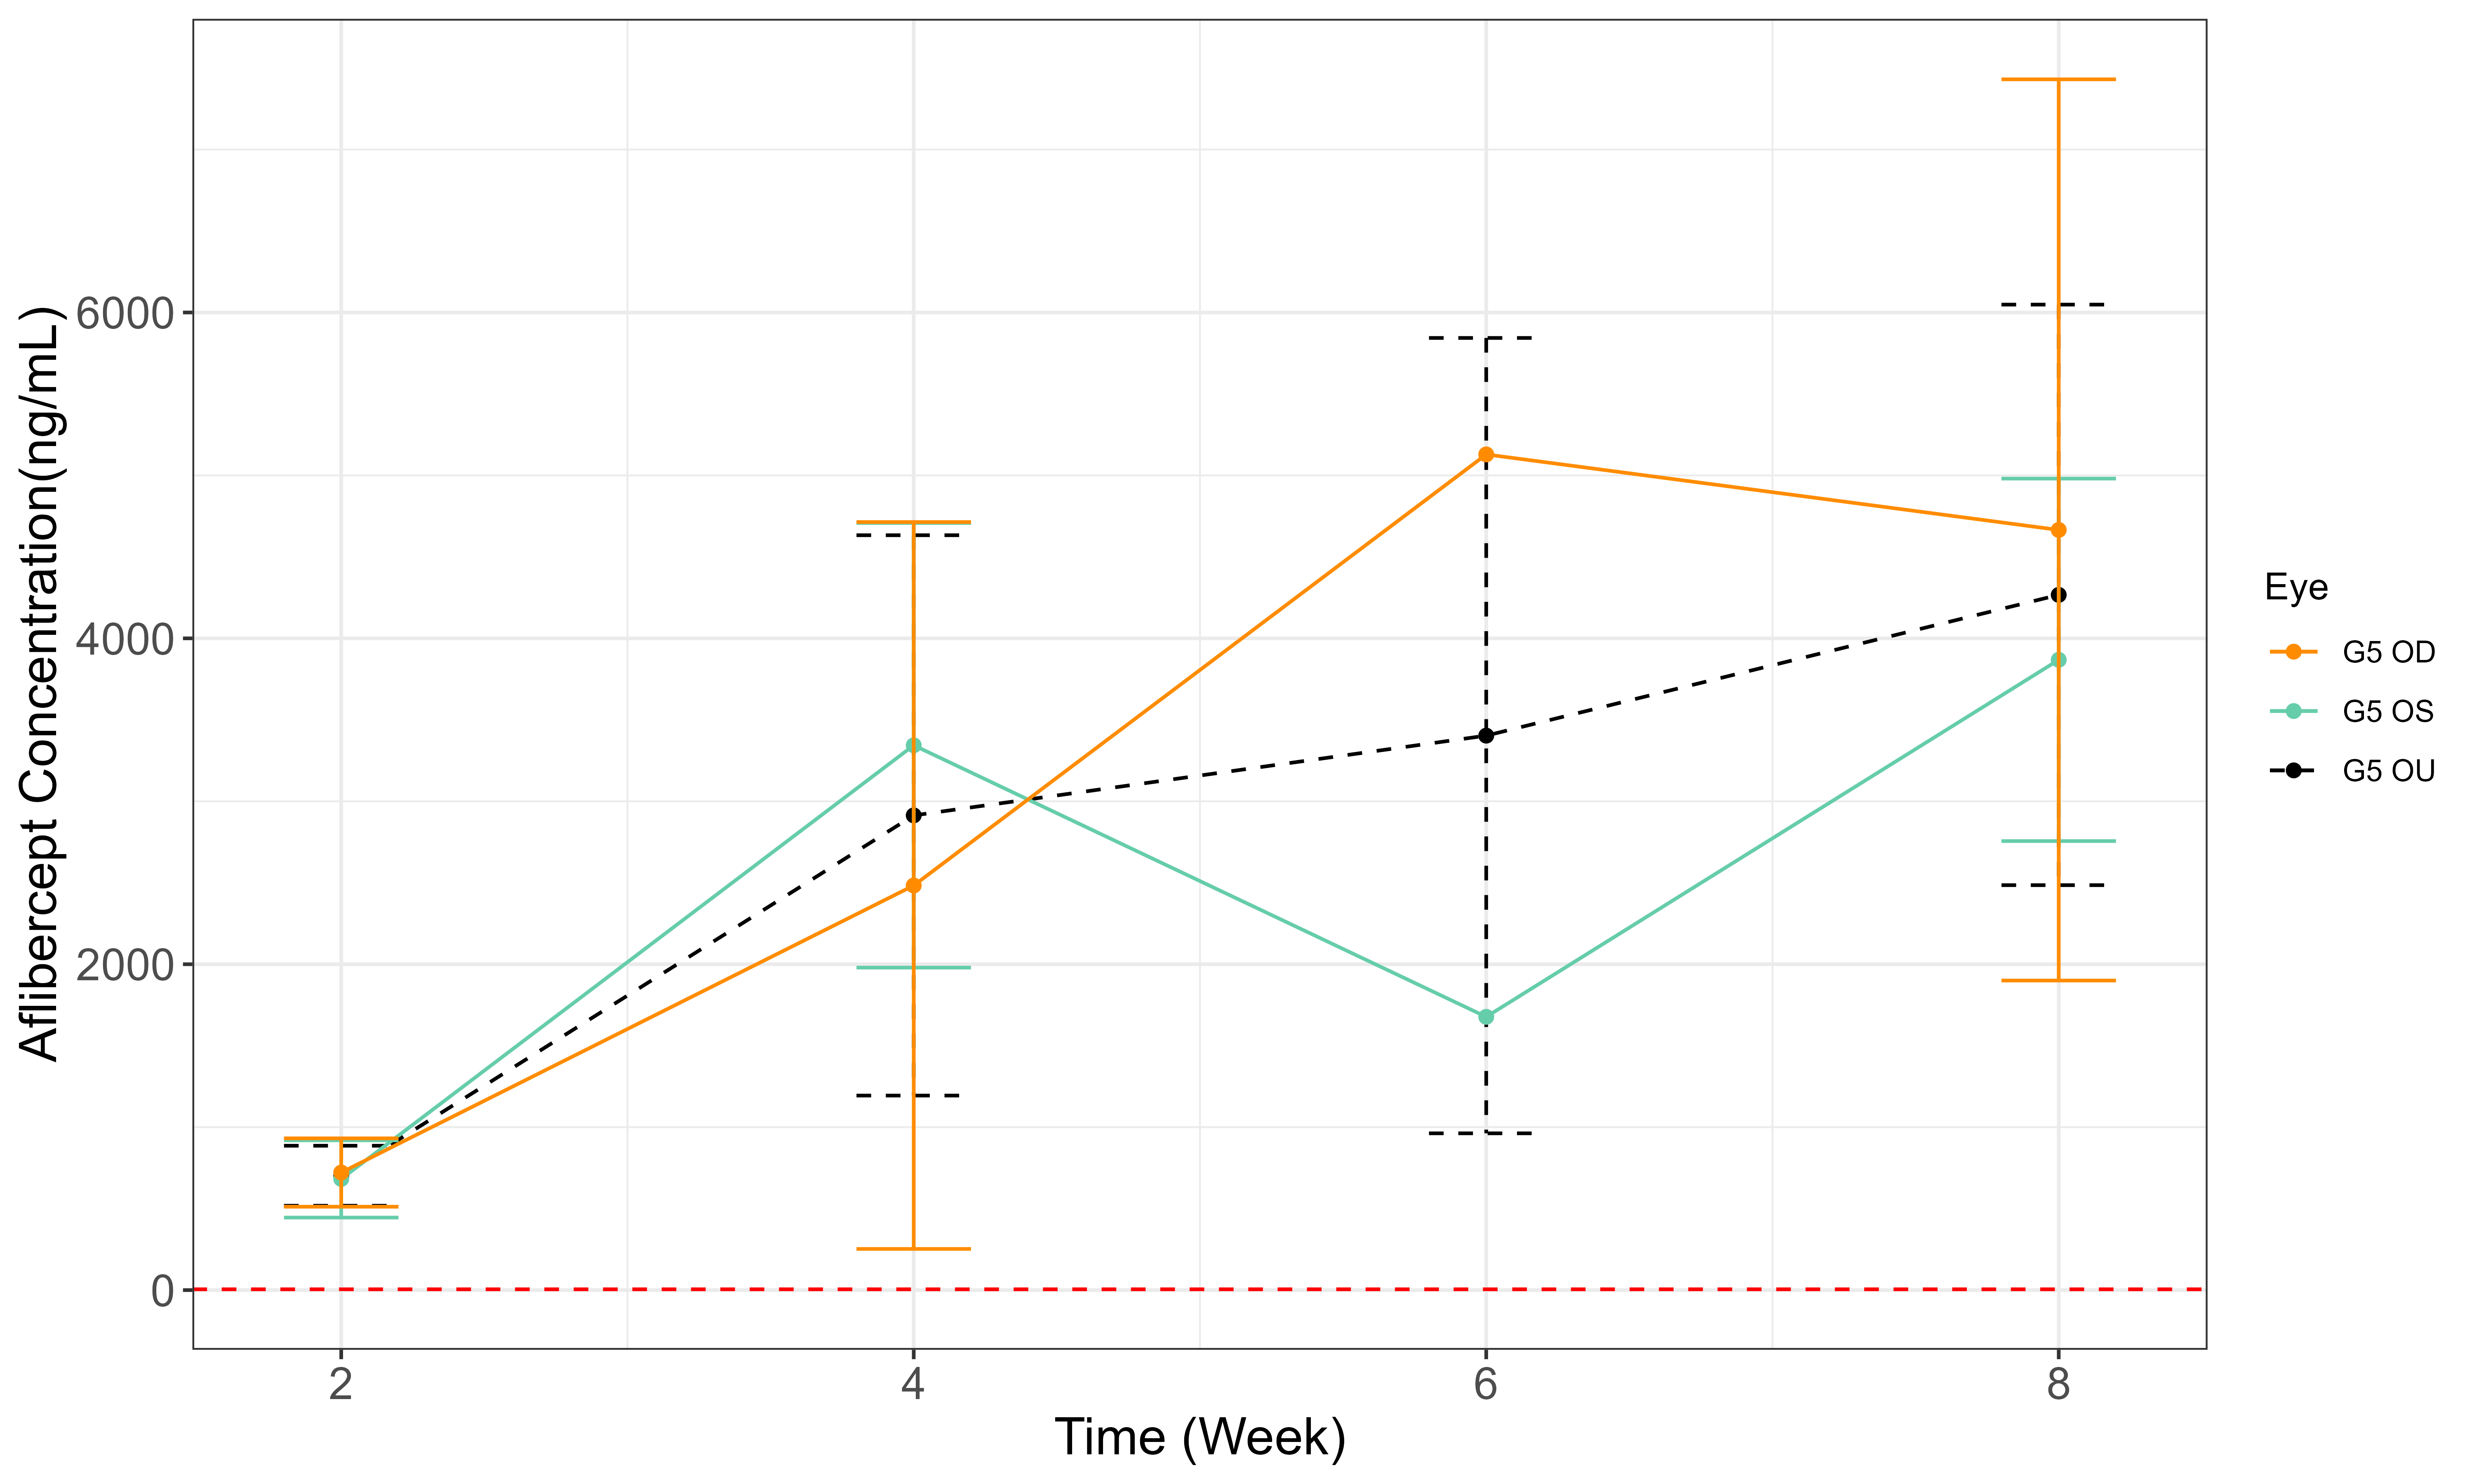 Aflibercept Concentration(ng/mL)
6000
4000
2000
0
2
4
6
8
Time (Week)
Eye
G5 OD
G5 OS
G5 OU